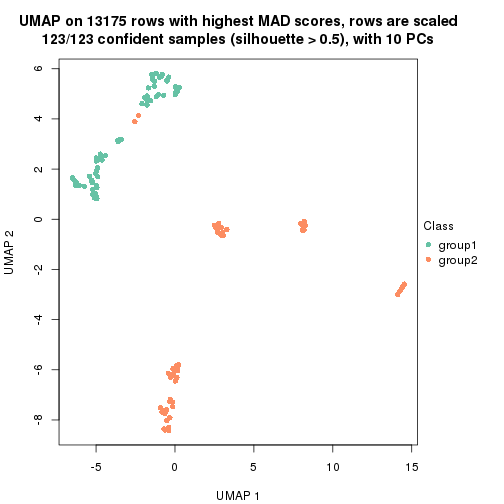 UMAP on 13175 rows with highest MAD scores, rows are scaled
123/123 confident samples (silhouette > 0.5), with 10 PCs
6
4
2
0
-2
-4
-6
-8
UMAP 2
-5
0
5
10
15
UMAP 1
Class
group1
group2